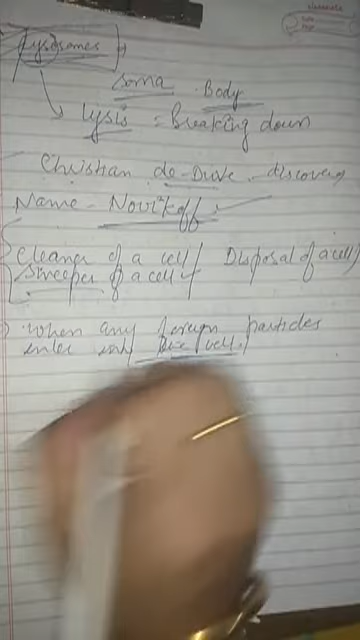 Lysosomes
Soma Body
Lysis = Breaking down
Christian de-Duve - discovery
Name - Novikoff
Cleaner of a cell / Disposal of a cell /
Sweeper of a cell
when any foreign particles
enter into the cell.